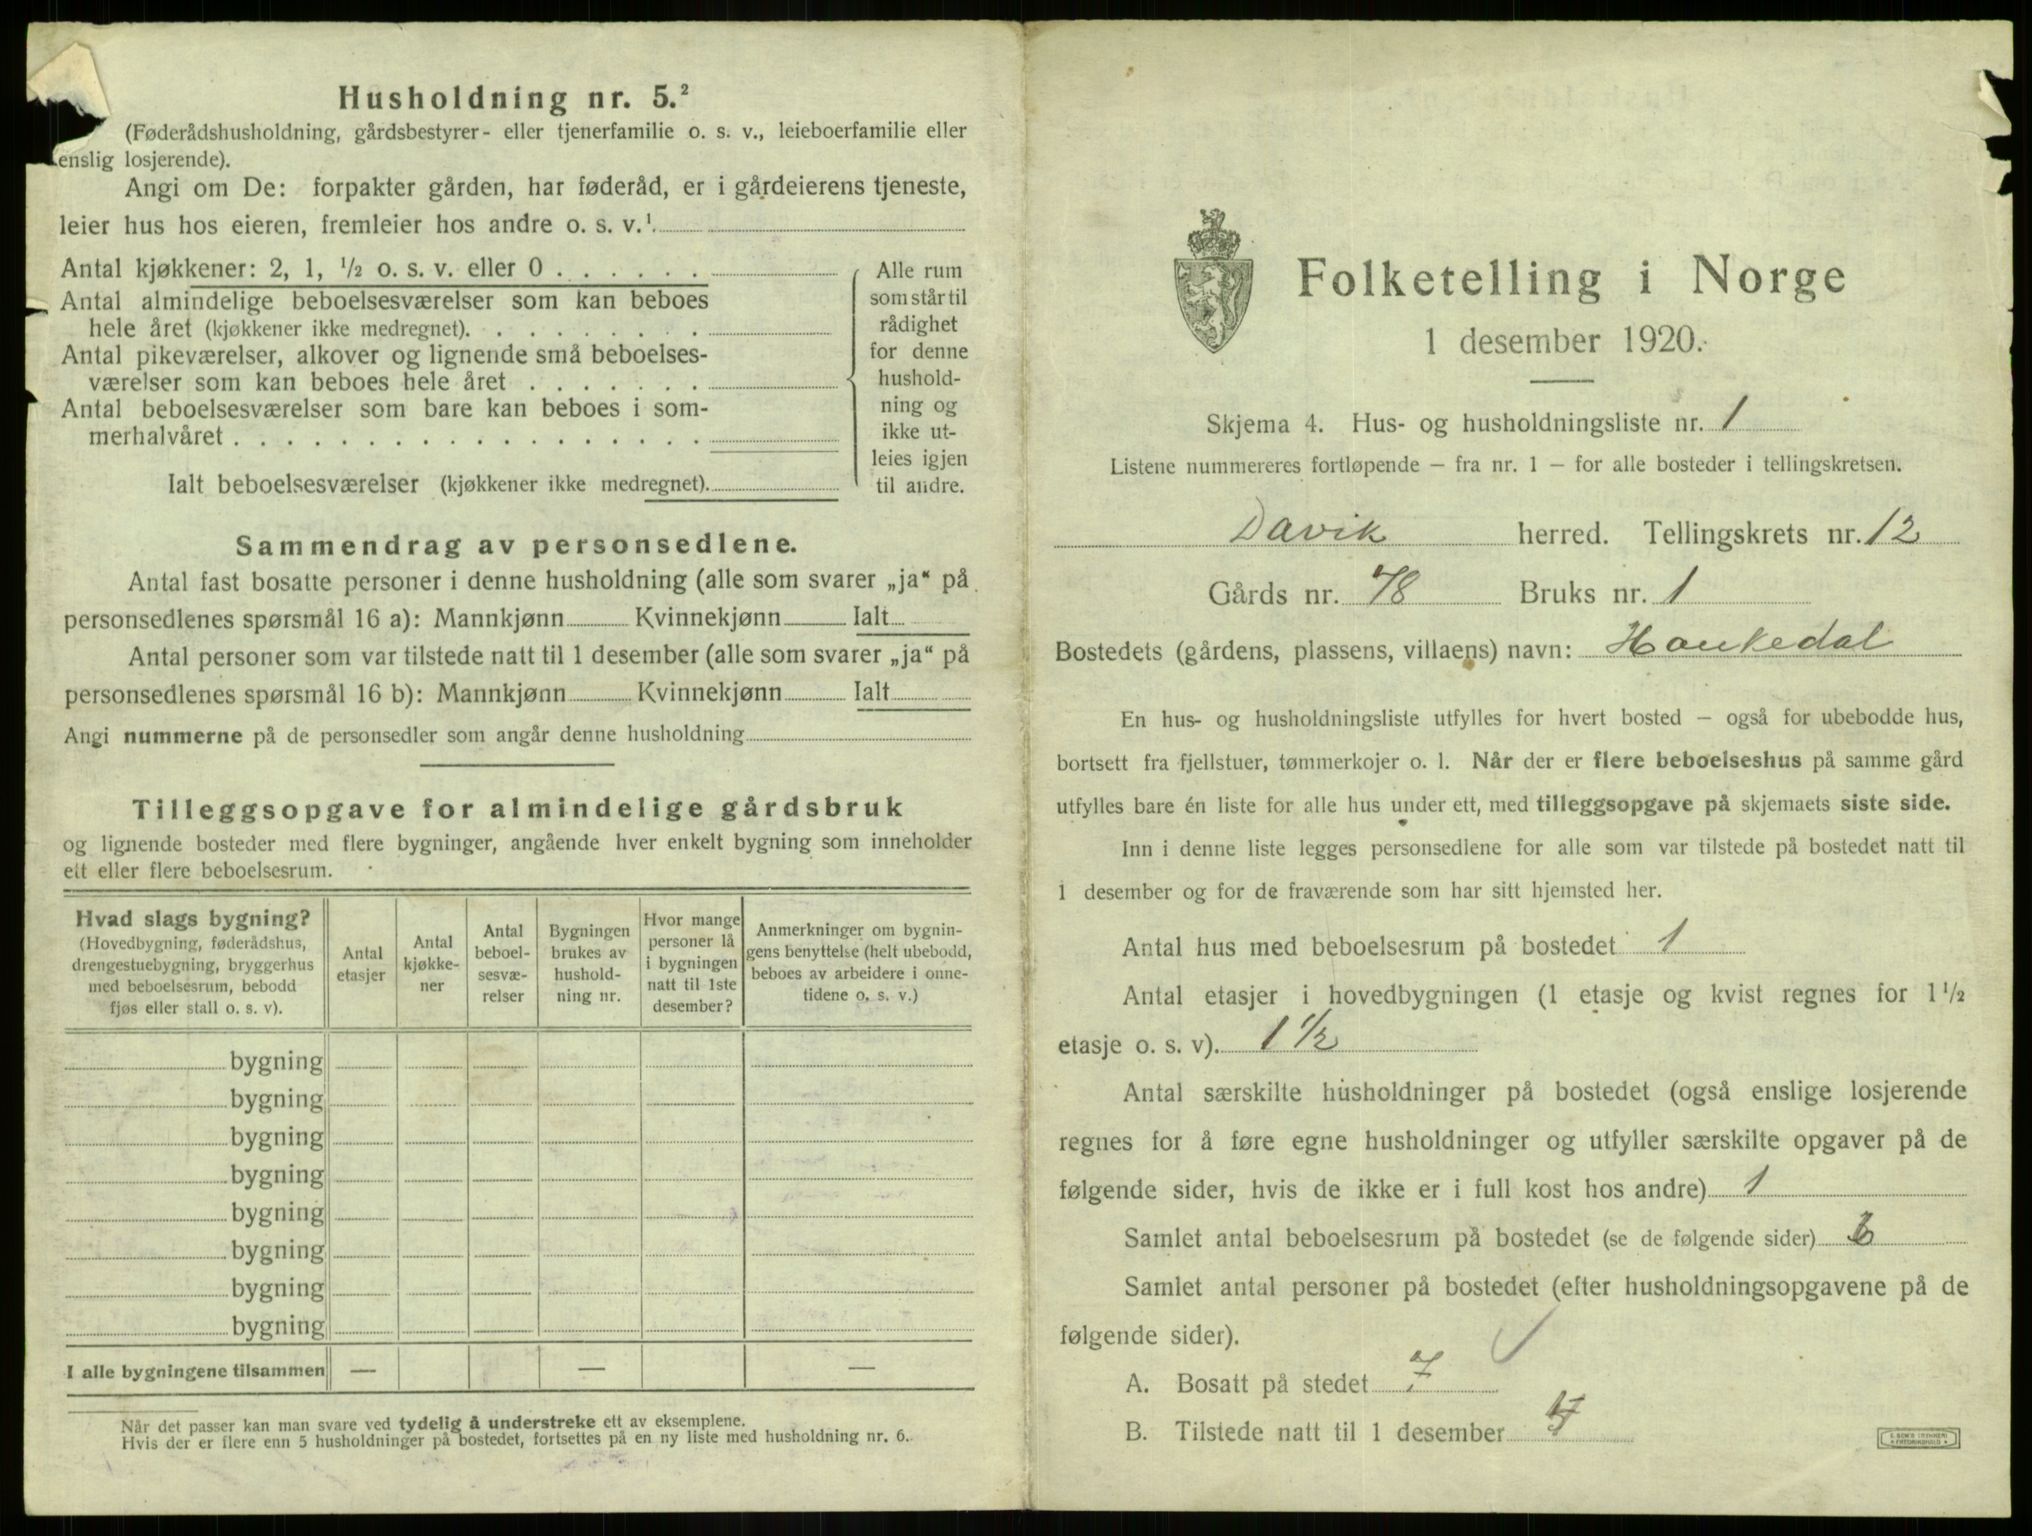 Husholdning nr. 5.²
(Føderådshusholdning, gårdsbestyrer- eller tjenerfamilie o. s. v., leieboerfamilie eller
enslig losjerende).
Angi om De: forpakter gården, har føderåd, er i gårdeierens tjeneste,
leier hus hos eieren, fremleier hos andre o. s. v.¹
Antal kjøkkener: 2, 1, ½ o. s. v. eller 0 . . . . . .
Antal almindelige beboelsesværelser som kan beboes
hele året (kjøkkener ikke medregnet). . . . . . . . .
Antal pikeværelser, alkover og lignende små beboelses-
værelser som kan beboes hele året . . . . . . .
Antal beboelsesværelser som bare kan beboes i som-
merhalvåret . . . . . . . . . . . . . . . . . .
Ialt beboelsesværelser (kjøkkener ikke medregnet).
Alle rum
som står til
rådighet
for denne
hushold-
ning og
ikke ut-
leies igjen
til andre.
Sammendrag av personsedlene.
Antal fast bosatte personer i denne husholdning (alle som svarer „ja“ på
personsedlenes spørsmål 16 a): Mannkjønn Kvinnekjønn Ialt
Antal personer som var tilstede natt til 1 desember (alle som svarer „ja“ på
personsedlenes spørsmål 16 b): Mannkjønn Kvinnekjønn Ialt
Angi nummerne på de personsedler som angår denne husholdning
Tilleggsopgave for almindelige gårdsbruk
og lignende bosteder med flere bygninger, angående hver enkelt bygning som inneholder
ett eller flere beboelsesrum.
Hvad slags bygning?
(Hovedbygning, føderådshus,
drengestuebygning, bryggerhus
med beboelsesrum, bebodd
fjøs eller stall o. s. v).
Antal
etasjer
Antal
kjøkke-
ner
Antal
beboel-
sesvæ-
relser
Bygningen
brukes av
hushold-
ning nr.
Hvor mange
personer lå
i bygningen
natt til 1ste
desember?
Anmerkninger om bygnin-
gens benyttelse (helt ubebodd,
beboes av arbeidere i onne-
tidene o. s. v.)
bygning
bygning
bygning
bygning
bygning
bygning
bygning
bygning
I alle bygningene tilsammen — — —
Når det passer kan man svare ved tydelig å understreke ett av eksemplene.
Hvis der er flere enn 5 husholdninger på bostedet, fortsettes på en ny liste med husholdning nr. 6.
Folketelling i Norge
1 desember 1920.
Skjema 4. Hus- og husholdningsliste nr. 1
Listene nummereres fortløpende – fra nr. 1 – for alle bosteder i tellingskretsen.
Davik herred. Tellingskrets nr. 12
Gårds nr. 78 Bruks nr. 1
Bostedets (gårdens, plassens, villaens) navn: Haukedal
En hus- og husholdningsliste utfylles for hvert bosted – også for ubebodde hus,
bortsett fra fjellstuer, tømmerkojer o. l. Når der er flere beboelseshus på samme gård
utfylles bare én liste for alle hus under ett, med tilleggsopgave på skjemaets siste side.
Inn i denne liste legges personsedlene for alle som var tilstede på bostedet natt til
1 desember og for de fraværende som har sitt hjemsted her.
Antal hus med beboelsesrum på bostedet 1
Antal etasjer i hovedbygningen (1 etasje og kvist regnes for 1 ½
etasje o. s. v). 1 ½
Antal særskilte husholdninger på bostedet (også enslige losjerende
regnes for å føre egne husholdninger og utfyller særskilte opgaver på de
følgende sider, hvis de ikke er i full kost hos andre) 1
Samlet antal beboelsesrum på bostedet (se de følgende sider)
Samlet antal personer på bostedet (efter husholdningsopgavene på de
følgende sider).
A. Bosatt på stedet 7
B. Tilstede natt til 1 desember